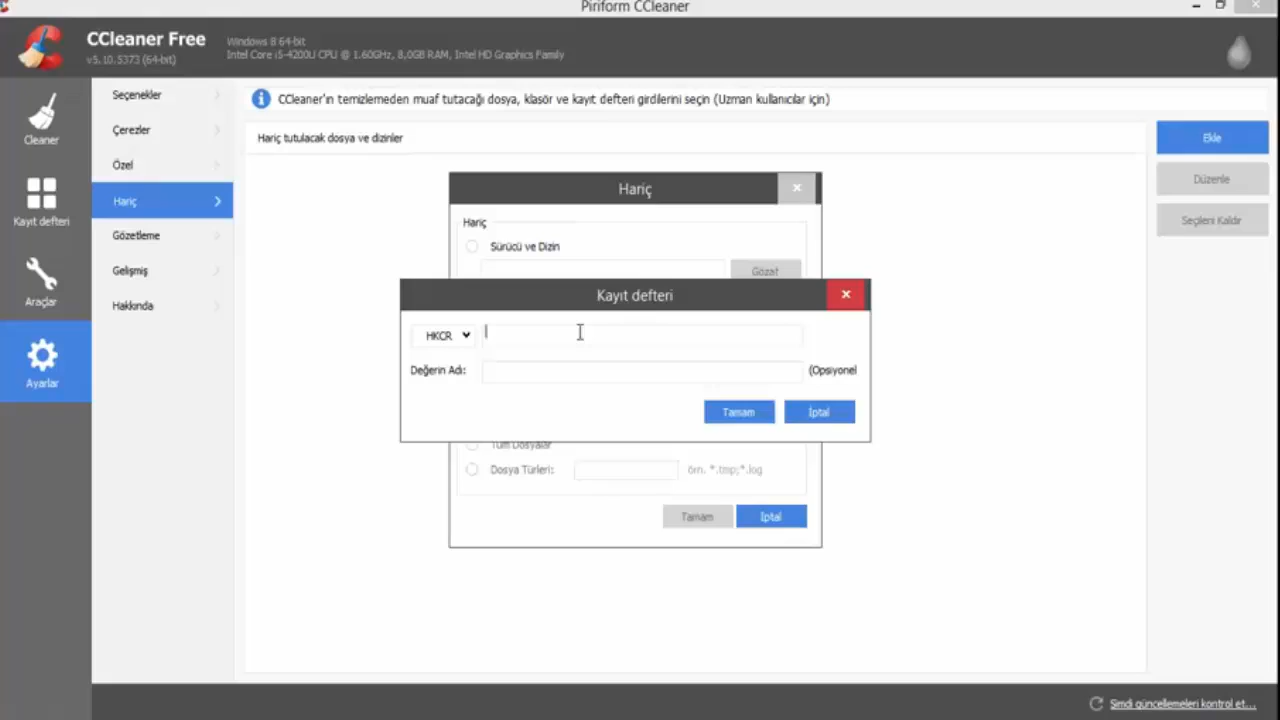 Piriform CCleaner
CCleaner Free
v5.10.5373 (64-bit)
Windows 8 64-bit
Intel Core i5-4200U CPU @ 1.60GHz, 8,0GB RAM, Intel HD Graphics Family
Cleaner
Kayıt defteri
Araçlar
Ayarlar
Seçenekler
Çerezler
Özel
Hariç
Gözetleme
Gelişmiş
Hakkında
CCleaner'ın temizlemeden muaf tutacağı dosya, klasör ve kayıt defteri girdilerini seçin (Uzman kullanıcılar için)
Hariç tutulacak dosya ve dizinler
Ekle
Düzenle
Seçileni Kaldır
Hariç
Hariç
Sürücü ve Dizin
Gözat
Kayıt defteri
HKCR
Değerin Adı:
(Opsiyonel
Tamam
İptal
Tüm Dosyalar
Dosya Türleri:
örn. *.tmp;*.log
Tamam
İptal
Şimdi güncellemeleri kontrol et...